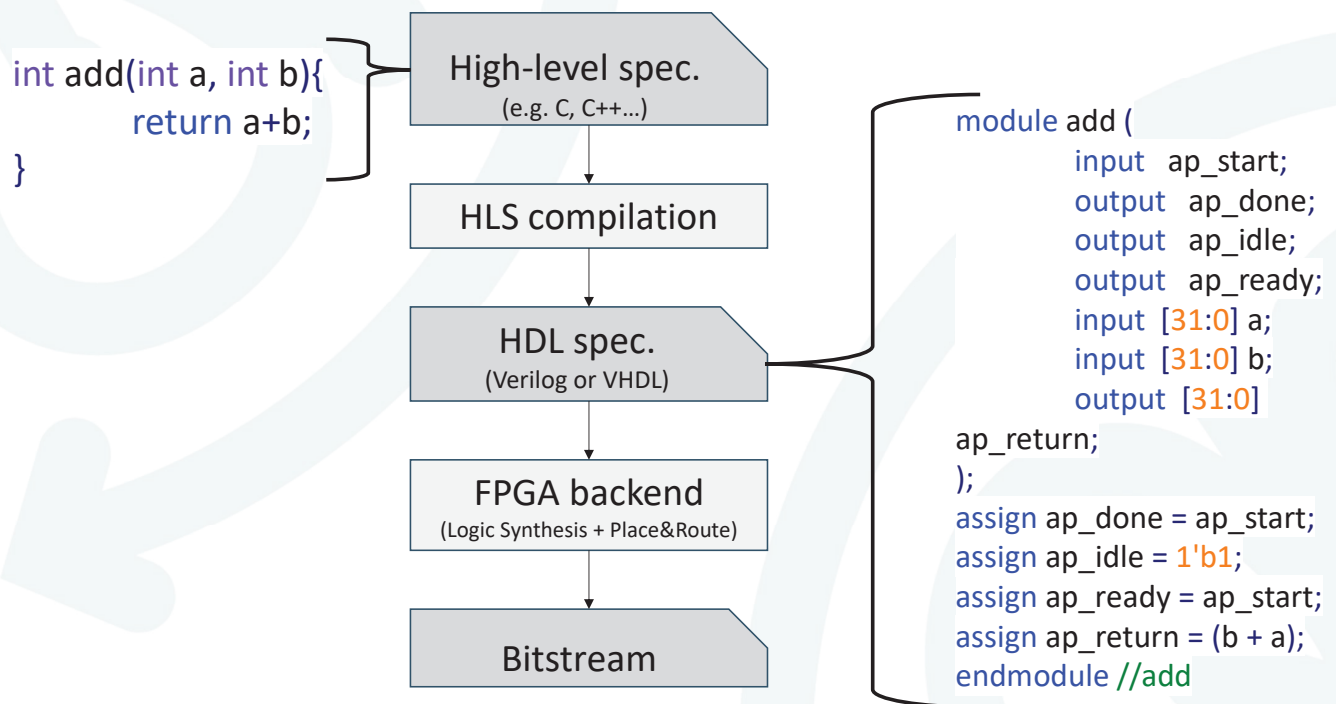 int add(int a, int b){
return a+b;
}
High-level spec.
(e.g. C, C++…)
HLS compilation
HDL spec.
(Verilog or VHDL)
FPGA backend
(Logic Synthesis + Place&Route)
Bitstream
module add (
input ap_start;
output ap_done;
output ap_idle;
output ap_ready;
input [31:0] a;
input [31:0] b;
output [31:0]
ap_return;
);
assign ap_done = ap_start;
assign ap_idle = 1'b1;
assign ap_ready = ap_start;
assign ap_return = (b + a);
endmodule //add